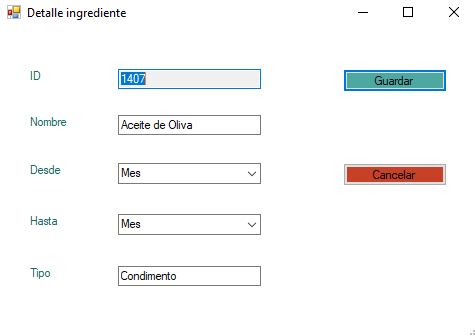 Detalle ingrediente
ID 1407 Guardar
Nombre Aceite de Oliva
Desde Mes Cancelar
Hasta Mes
Tipo Condimento